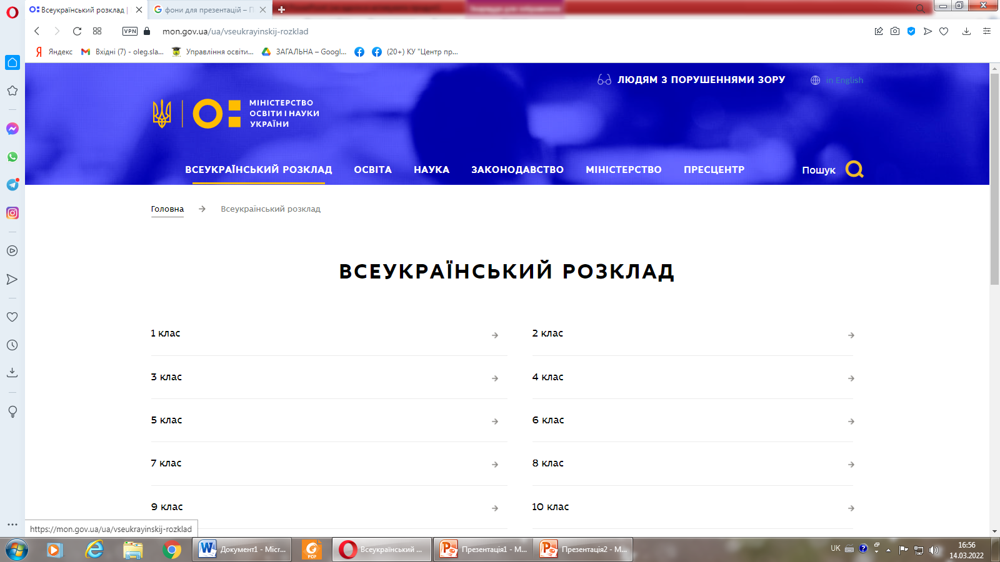 Всеукраїнський розклад |
фони для презентацій – П
VPN
mon.gov.ua/ua/vseukrayinskij-rozklad
Яндекс
Вхідні (7) - oleg.sla...
Управління освіти...
ЗАГАЛЬНА – Googl...
(20+) КУ "Центр пр...
ЛЮДЯМ З ПОРУШЕННЯМИ ЗОРУ
in English
МІНІСТЕРСТВО
ОСВІТИ І НАУКИ
УКРАЇНИ
ВСЕУКРАЇНСЬКИЙ РОЗКЛАД
ОСВІТА
НАУКА
ЗАКОНОДАВСТВО
МІНІСТЕРСТВО
ПРЕСЦЕНТР
Пошук
Головна
Всеукраїнський розклад
ВСЕУКРАЇНСЬКИЙ РОЗКЛАД
1 клас
2 клас
3 клас
4 клас
5 клас
6 клас
7 клас
8 клас
9 клас
10 клас
https://mon.gov.ua/ua/vseukrayinskij-rozklad
Документ1 - Micr...
PDF
Всеукраїнський ...
Презентація1 - M...
Презентація2 - M...
UK
16:56
14.03.2022